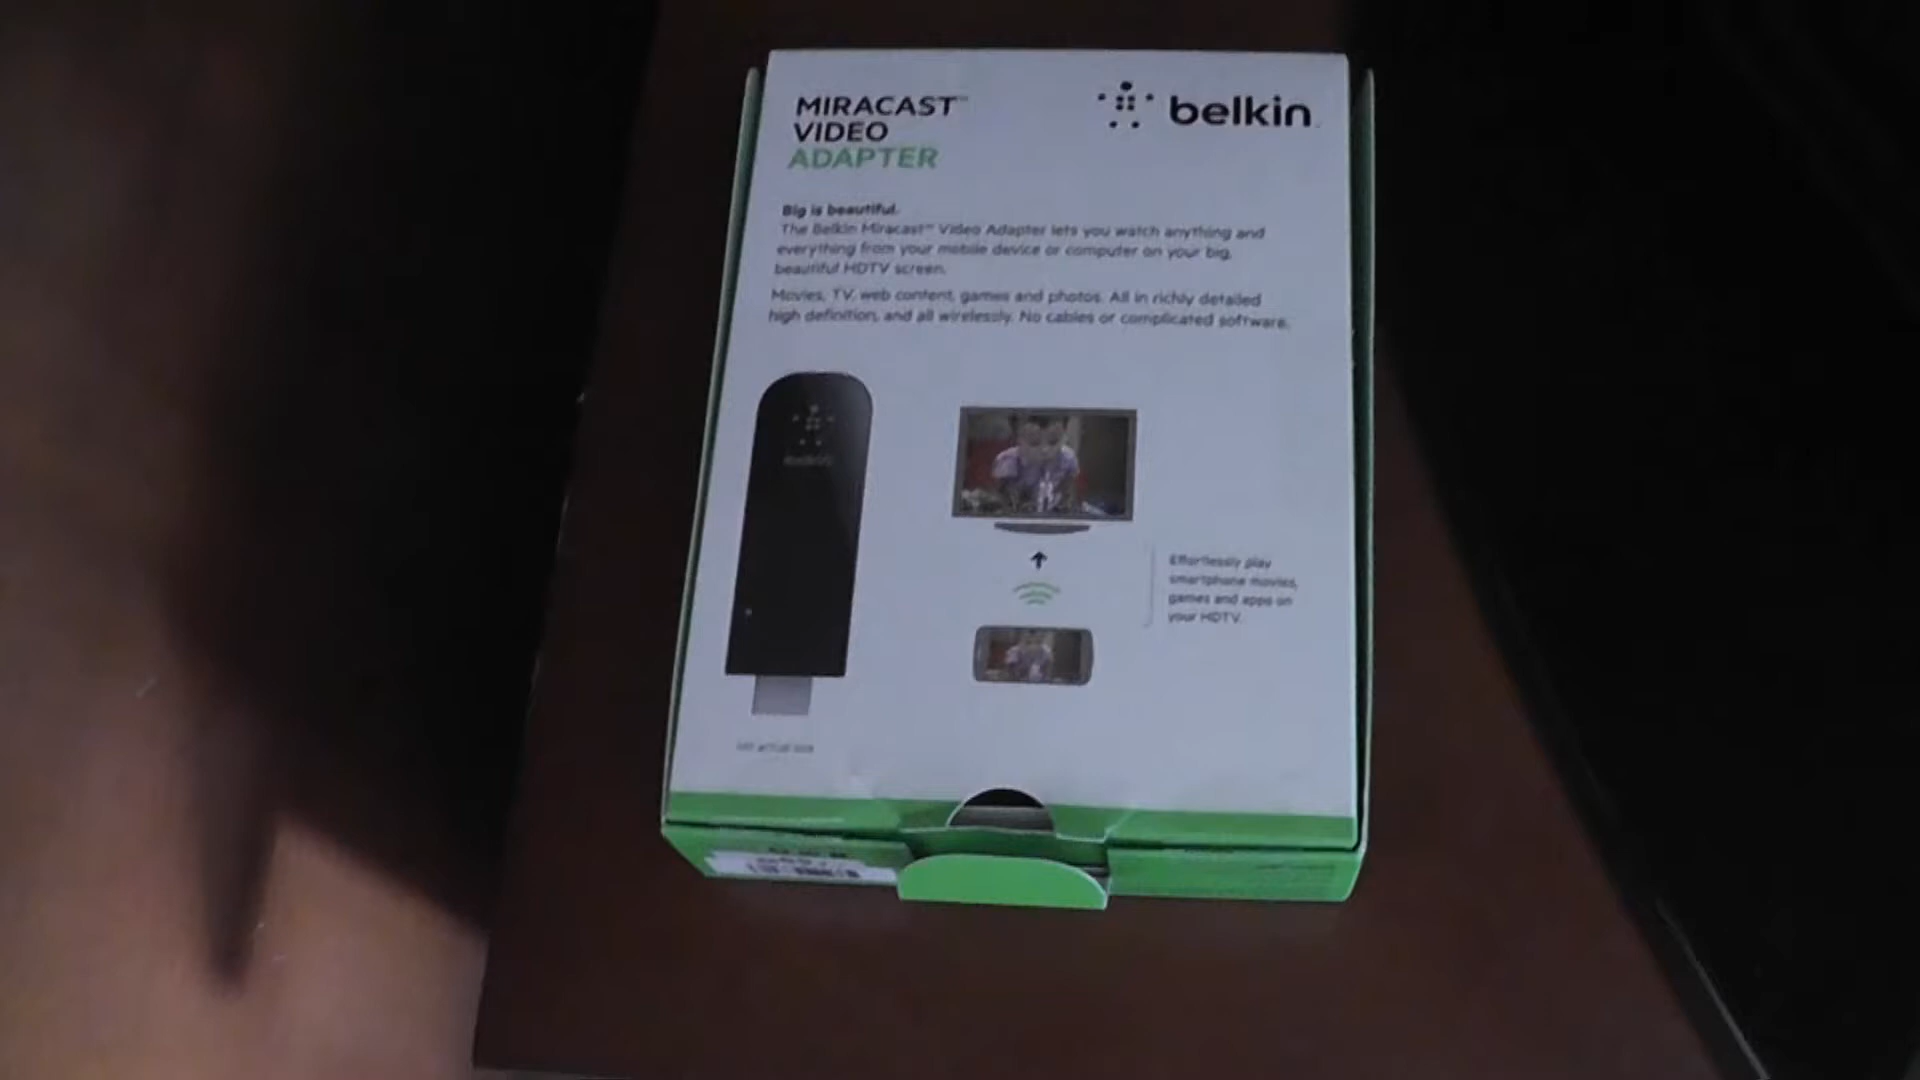 MIRACAST™
VIDEO
ADAPTER
belkin
Big is beautiful.
The Belkin Miracast™ Video Adapter lets you watch anything and
everything from your mobile device or computer on your big,
beautiful HDTV screen.
Movies, TV, web content, games and photos. All in richly detailed
high definition, and all wirelessly. No cables or complicated software.
Effortlessly play
smartphone movies,
games and apps on
your HDTV.
not actual size